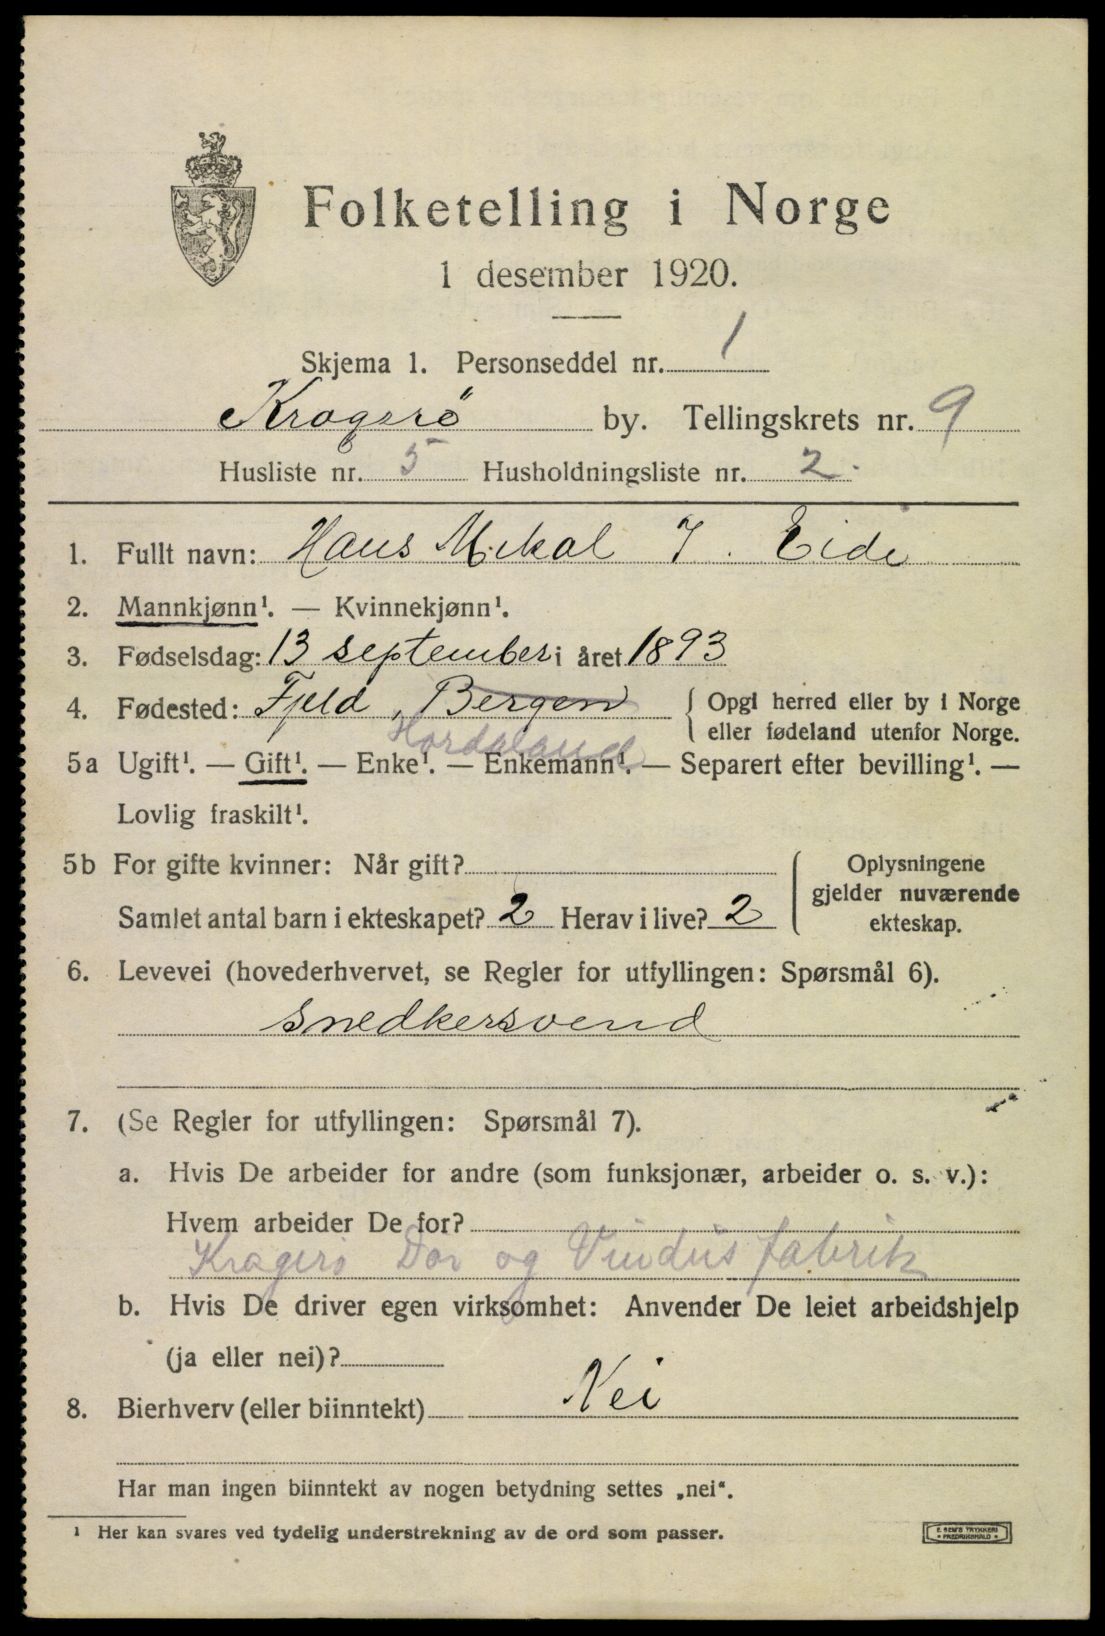 Folketelling i Norge
1 desember 1920.
Skjema 1. Personseddel nr. 1
Kragerö by. Tellingskrets nr. 9
Husliste nr. 5 Husholdningsliste nr. 2.
1. Fullt navn: Hans Mikal J. Eide
2. Mannkjønn¹. — Kvinnekjønn¹.
3. Fødselsdag: 13 september i året 1893
4. Fødested: Fjeld, Bergen { Opgi herred eller by i Norge
eller fødeland utenfor Norge.
Hordaland
5a Ugift¹. — Gift¹. — Enke¹. — Enkemann¹. — Separert efter bevilling¹. —
Lovlig fraskilt¹.
5b For gifte kvinner: Når gift? { Oplysningene
gjelder nuværende
Samlet antal barn i ekteskapet? 2 Herav i live? 2 ekteskap.
6. Levevei (hovederhvervet, se Regler for utfyllingen: Spørsmål 6).
snedkersvend
7. (Se Regler for utfyllingen: Spørsmål 7).
a. Hvis De arbeider for andre (som funksjonær, arbeider o. s. v.):
Hvem arbeider De for?
Kragerø Dör og Vindus fabrik
b. Hvis De driver egen virksomhet: Anvender De leiet arbeidshjelp
(ja eller nei)?
8. Bierhverv (eller biinntekt) Nei
Har man ingen biinntekt av nogen betydning settes „nei“.
¹ Her kan svares ved tydelig understrekning av de ord som passer.
E. SEM'S TRYKKERI
* FREDRIKSHALD *